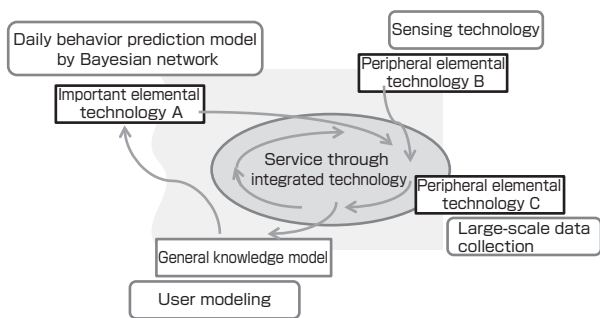 Daily behavior prediction model
by Bayesian network
Sensing technology
Important elemental
technology A
Peripheral elemental
technology B
Service through
integrated technology
Peripheral elemental
technology C
Large-scale data
collection
General knowledge model
User modeling